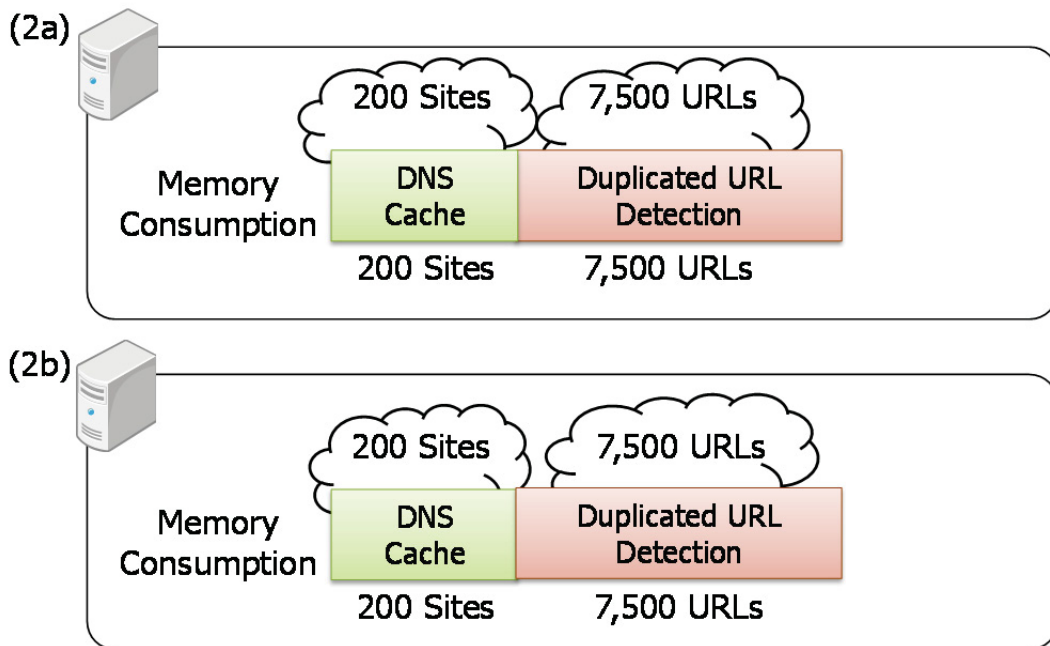 (2a)
200 Sites 7,500 URLs
Memory Consumption
DNS Cache
Duplicated URL Detection
200 Sites 7,500 URLs
(2b)
200 Sites 7,500 URLs
Memory Consumption
DNS Cache
Duplicated URL Detection
200 Sites 7,500 URLs